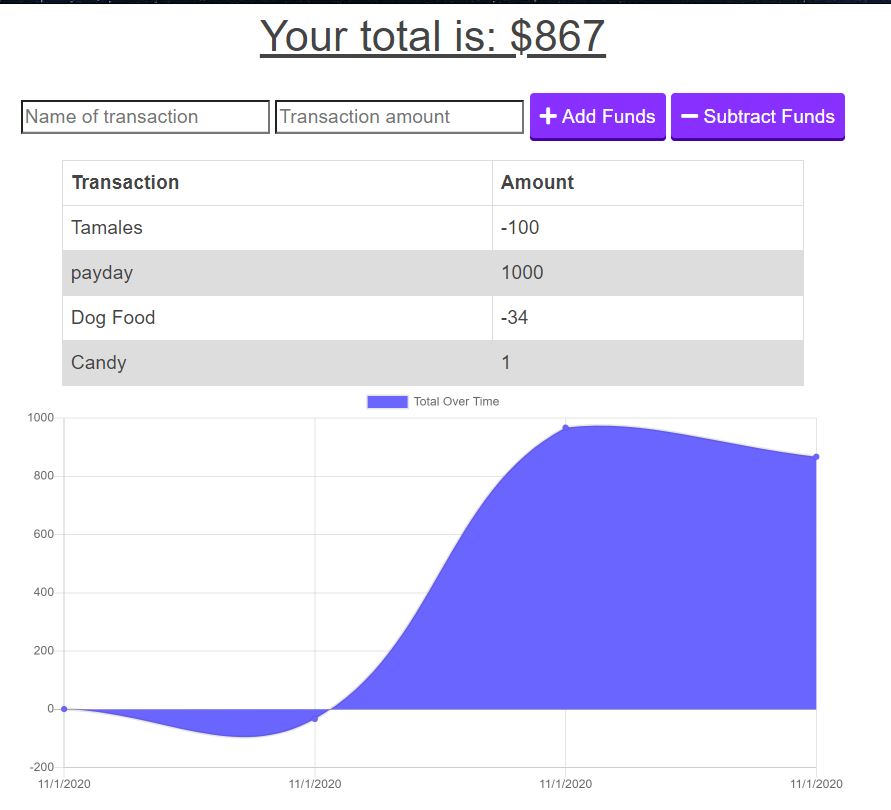 Your total is: $867
Name of transaction Transaction amount Add Funds Subtract Funds
Transaction Amount
Tamales -100
payday 1000
Dog Food -34
Candy 1
Total Over Time
1000
800
600
400
200
0
-200
11/1/2020 11/1/2020 11/1/2020 11/1/2020